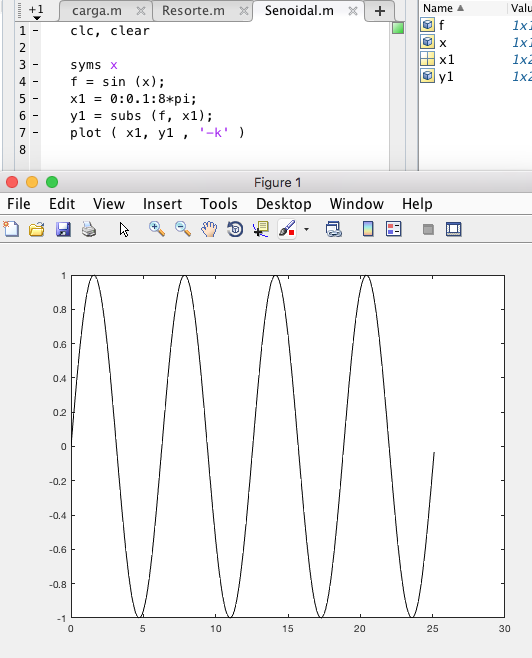 +1 carga.m Resorte.m Senoidal.m +
1 - clc, clear
2
3 - syms x
4 - f = sin (x);
5 - x1 = 0:0.1:8*pi;
6 - y1 = subs (f, x1);
7 - plot ( x1, y1 , '-k' )
8
Name Valu
f 1x1
x 1x1
x1 1x2
y1 1x2
Figure 1
File Edit View Insert Tools Desktop Window Help
1
0.8
0.6
0.4
0.2
0
-0.2
-0.4
-0.6
-0.8
-1
0 5 10 15 20 25 30